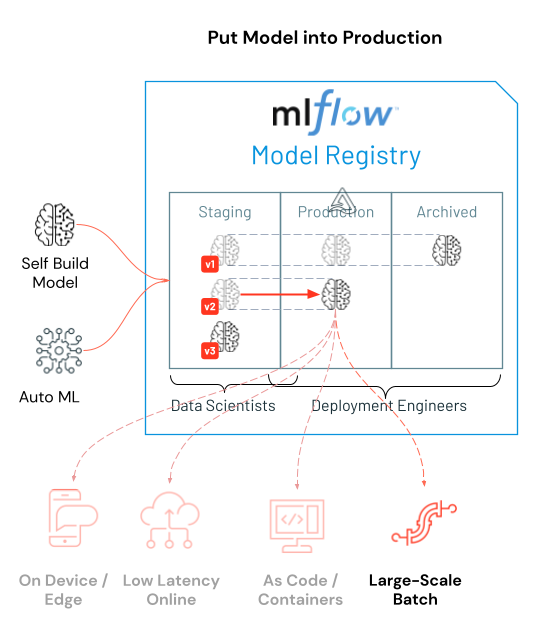 Put Model into Production
mlflow™
Model Registry
Staging Production Archived
v1
v2
v3
Self Build
Model
Auto ML
Data Scientists Deployment Engineers
On Device /
Edge
Low Latency
Online
As Code /
Containers
Large-Scale
Batch